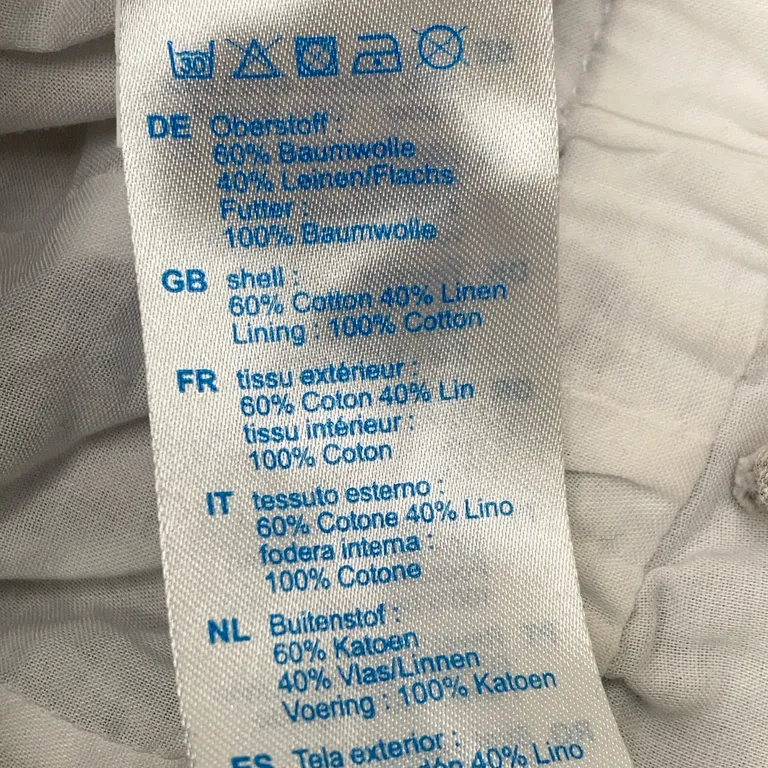 30
DE Oberstoff :
60% Baumwolle
40% Leinen/Flachs
Futter :
100% Baumwolle
GB shell :
60% Cotton 40% Linen
Lining : 100% Cotton
FR tissu extérieur :
60% Coton 40% Lin
tissu intérieur :
100% Coton
IT tessuto esterno :
60% Cotone 40% Lino
fodera interna :
100% Cotone
NL Buitenstof :
60% Katoen
40% Vlas/Linnen
Voering : 100% Katoen
ES Tela exterior :
40% Lino